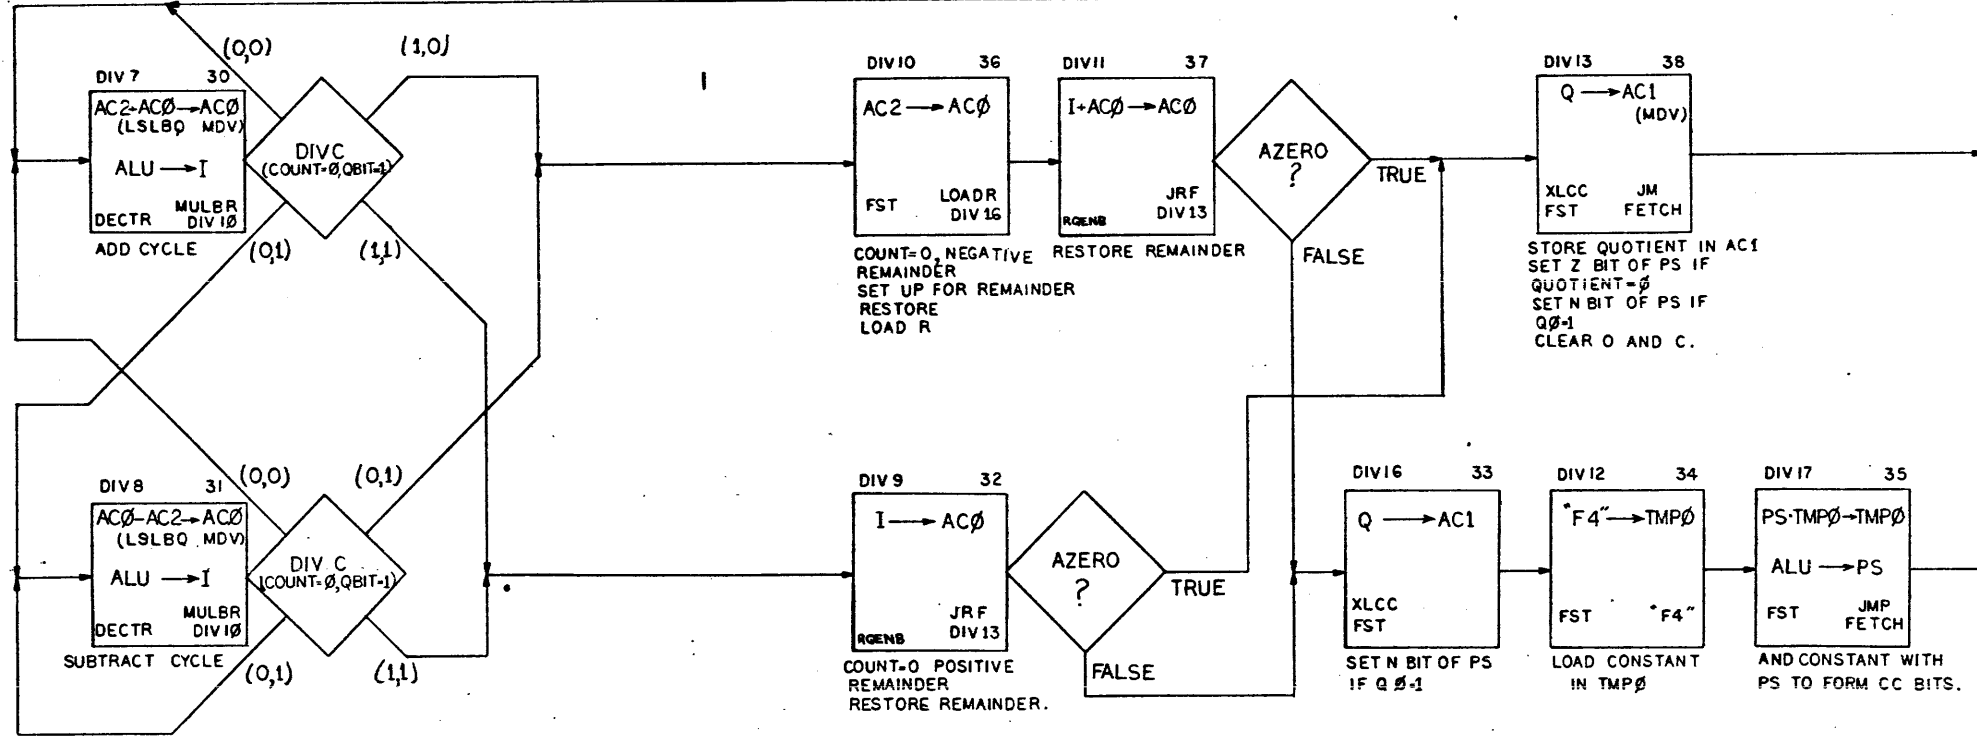 (0,0)
(1,0)
DIV 7 30
AC2+ACØ→ACØ
(LSLBQ MDV)
ALU → I
MULBR
DECTR DIV1Ø
ADD CYCLE
DIVC
(COUNT=Ø,QBIT=1)
(0,1)
(1,1)
DIV10 36
AC2 → ACØ
FST LOADR
DIV16
COUNT=0, NEGATIVE
REMAINDER
SET UP FOR REMAINDER
RESTORE
LOAD R
DIV11 37
I+ACØ → ACØ
JRF
RQENB DIV13
RESTORE REMAINDER
AZERO
?
TRUE
FALSE
DIV13 38
Q → AC1
(MDV)
XLCC JM
FST FETCH
STORE QUOTIENT IN AC1
SET Z BIT OF PS IF
QUOTIENT=Ø
SET N BIT OF PS IF
QØ=1
CLEAR O AND C.
(0,0)
(0,1)
DIV8 31
ACØ-AC2→ACØ
(LSLBQ MDV)
ALU → I
MULBR
DECTR DIV1Ø
SUBTRACT CYCLE
DIV C
(COUNT=Ø,QBIT=1)
(0,1)
(1,1)
DIV 9 32
I → ACØ
JRF
RQENB DIV13
COUNT=0 POSITIVE
REMAINDER
RESTORE REMAINDER.
AZERO
?
TRUE
FALSE
DIV16 33
Q → AC1
XLCC
FST
SET N BIT OF PS
IF QØ=1
DIV12 34
"F4" → TMPØ
FST "F4"
LOAD CONSTANT
IN TMPØ
DIV17 35
PS·TMPØ→TMPØ
ALU → PS
FST JMP
FETCH
AND CONSTANT WITH
PS TO FORM CC BITS.